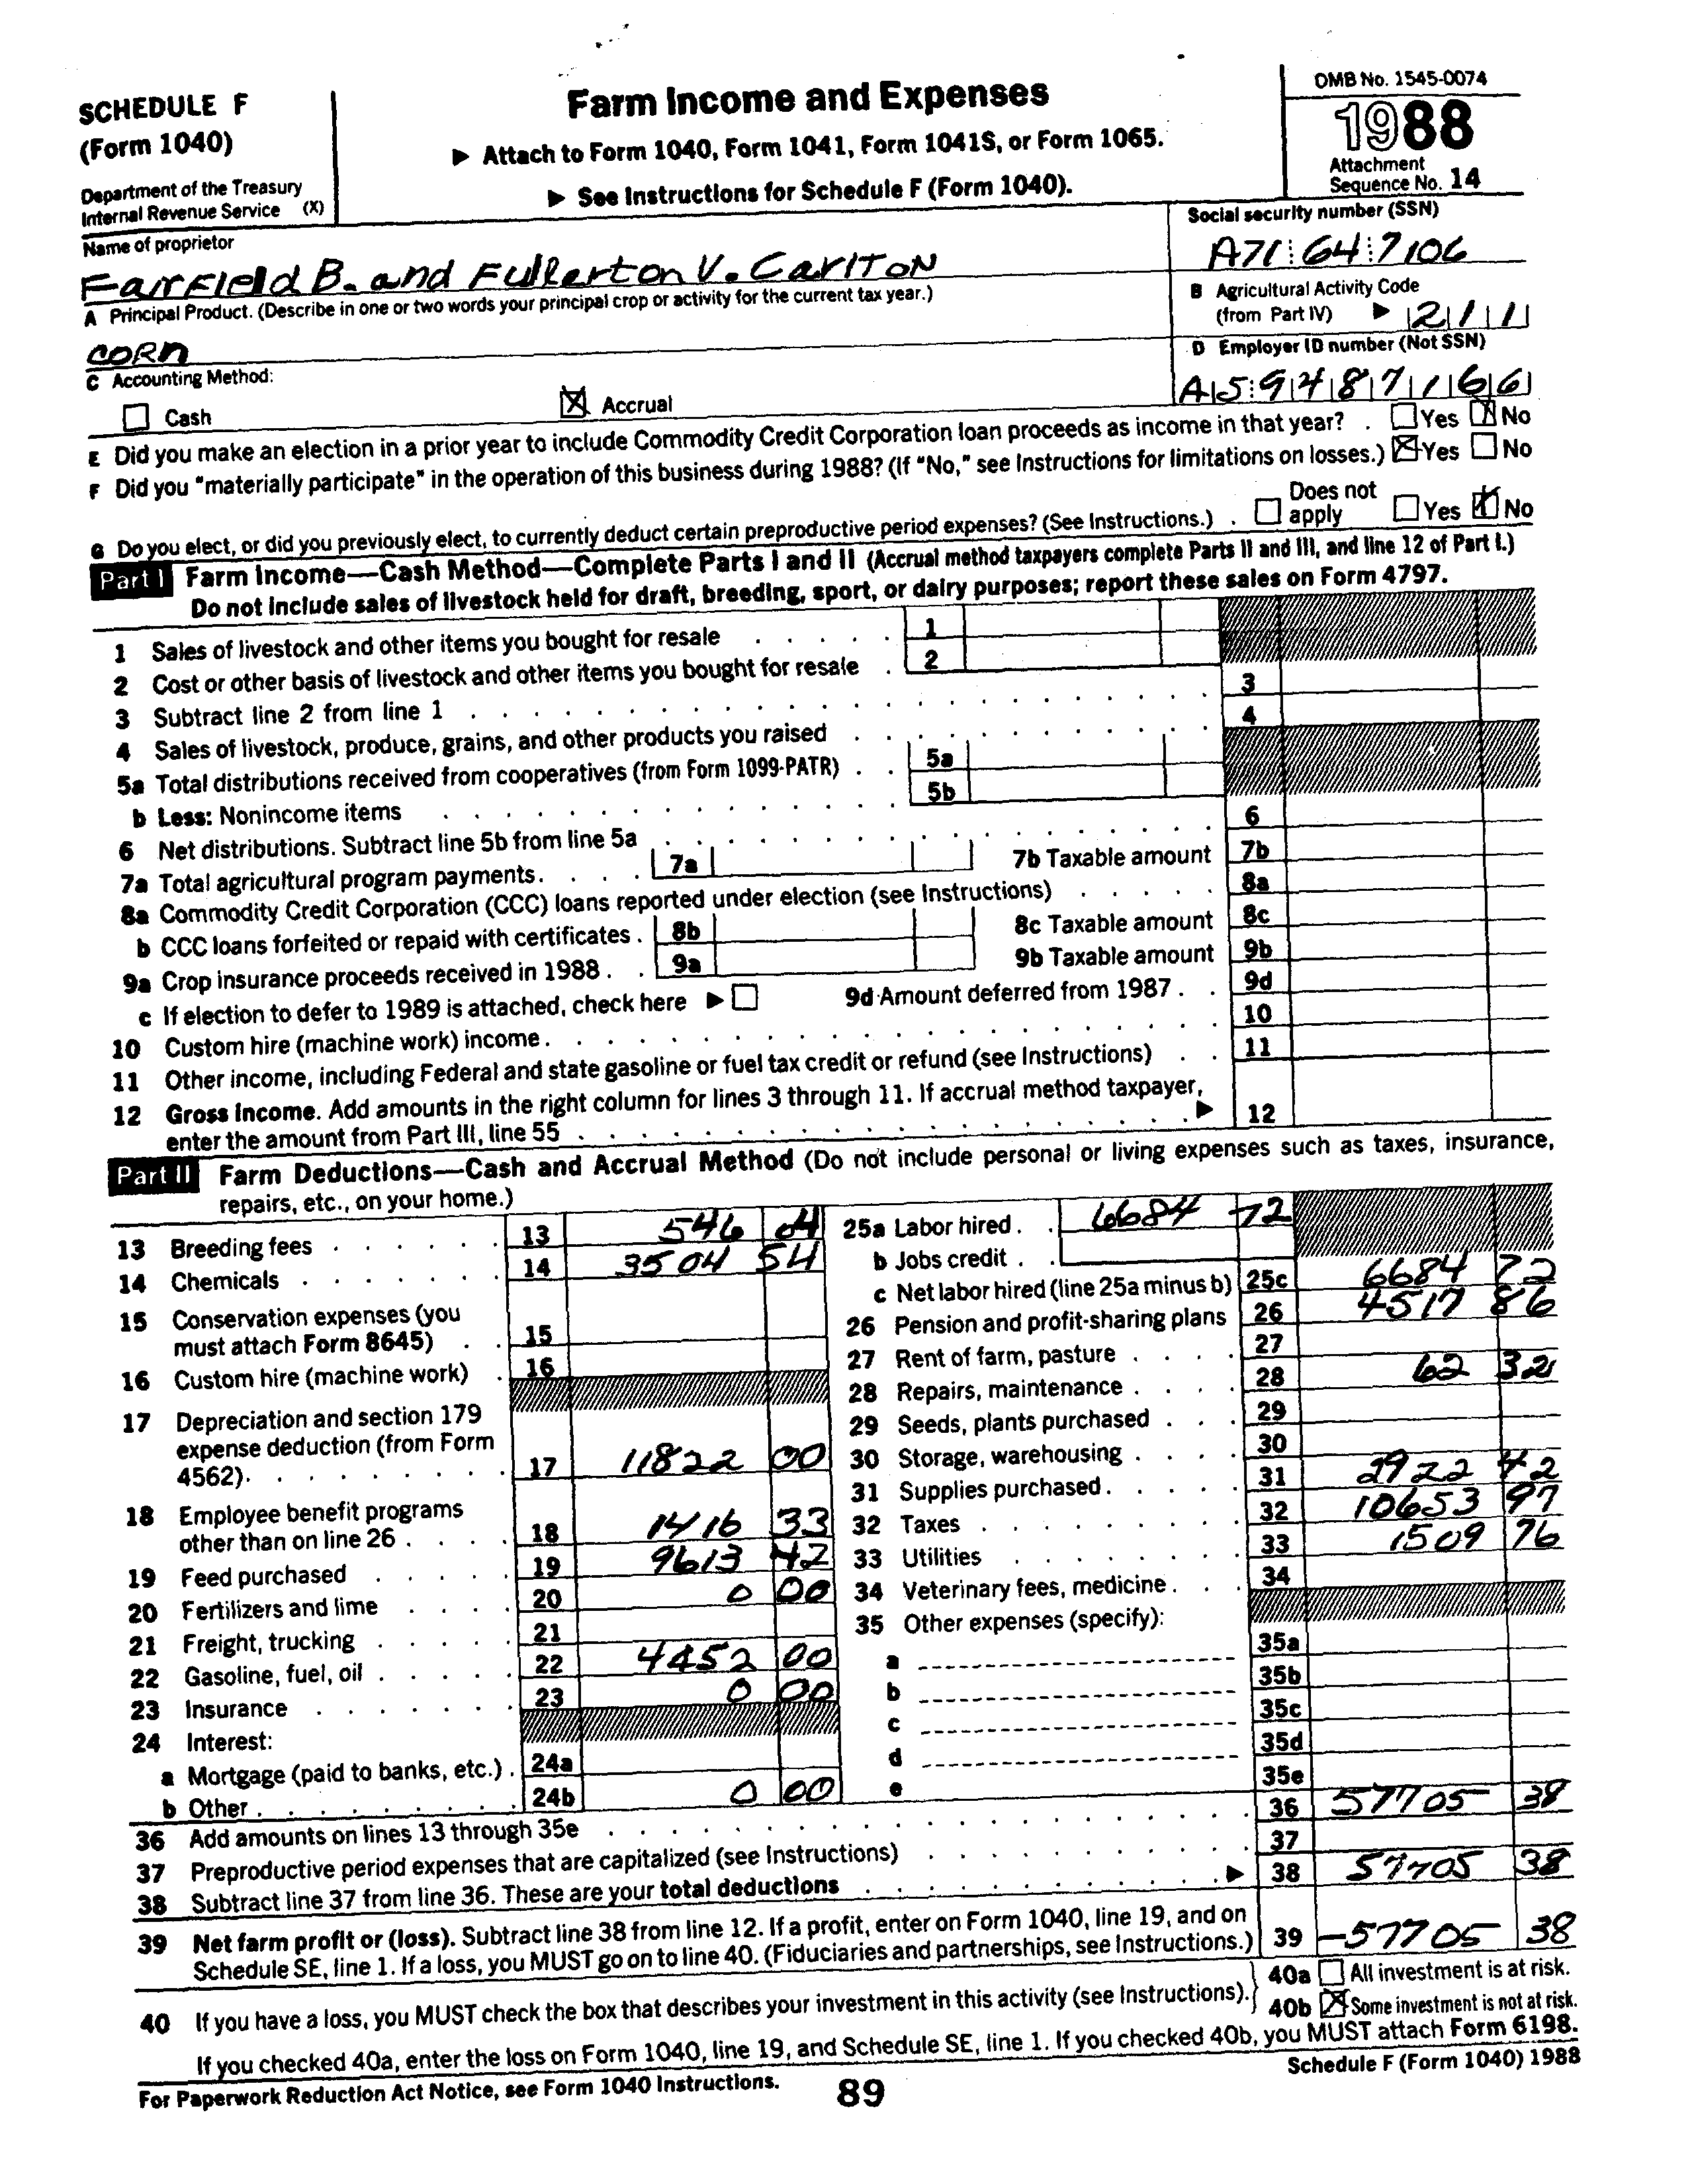 SCHEDULE F
(Form 1040)
Department of the Treasury
Internal Revenue Service (X)
Farm Income and Expenses
▶ Attach to Form 1040, Form 1041, Form 1041S, or Form 1065.
▶ See Instructions for Schedule F (Form 1040).
OMB No. 1545-0074
1988
Attachment
Sequence No. 14
Name of proprietor
Fairfield B. and Fullerton V. Carlton
Social security number (SSN)
A71 64 7106
A Principal Product. (Describe in one or two words your principal crop or activity for the current tax year.)
corn
B Agricultural Activity Code
(from Part IV) ▶ 211
C Accounting Method:
Cash Accrual
D Employer ID number (Not SSN)
A59487166
E Did you make an election in a prior year to include Commodity Credit Corporation loan proceeds as income in that year? . Yes No
F Did you "materially participate" in the operation of this business during 1988? (If "No," see Instructions for limitations on losses.) Yes No
G Do you elect, or did you previously elect, to currently deduct certain preproductive period expenses? (See Instructions.) . Does not apply Yes No
Part I Farm Income—Cash Method—Complete Parts I and II (Accrual method taxpayers complete Parts II and III, and line 12 of Part I.)
Do not include sales of livestock held for draft, breeding, sport, or dairy purposes; report these sales on Form 4797.
1 Sales of livestock and other items you bought for resale . . . . . 1
2 Cost or other basis of livestock and other items you bought for resale . 2
3 Subtract line 2 from line 1 . . . . 3
4 Sales of livestock, produce, grains, and other products you raised . . . . 4
5a Total distributions received from cooperatives (from Form 1099-PATR) . . 5a
b Less: Nonincome items . . . . 5b
6 Net distributions. Subtract line 5b from line 5a . . . . 6
7a Total agricultural program payments. . . . 7a 7b Taxable amount 7b
8a Commodity Credit Corporation (CCC) loans reported under election (see Instructions) . . . . . 8a
b CCC loans forfeited or repaid with certificates . 8b 8c Taxable amount 8c
9a Crop insurance proceeds received in 1988 . . 9a 9b Taxable amount 9b
c If election to defer to 1989 is attached, check here ▶ 9d Amount deferred from 1987 . . 9d
10 Custom hire (machine work) income . . . . 10
11 Other income, including Federal and state gasoline or fuel tax credit or refund (see Instructions) . . 11
12 Gross Income. Add amounts in the right column for lines 3 through 11. If accrual method taxpayer,
enter the amount from Part III, line 55 . . . . ▶ 12
Part II Farm Deductions—Cash and Accrual Method (Do not include personal or living expenses such as taxes, insurance,
repairs, etc., on your home.)
13 Breeding fees . . . . . . 13 546 04
14 Chemicals . . . . . . 14 3504 54
15 Conservation expenses (you
must attach Form 8645) . . 15
16 Custom hire (machine work) . 16
17 Depreciation and section 179
expense deduction (from Form
4562). . . . . . . . 17 11822 00
18 Employee benefit programs
other than on line 26 . . . . 18 1416 33
19 Feed purchased . . . . . 19 9613 42
20 Fertilizers and lime . . . . 20 0 00
21 Freight, trucking . . . . . 21
22 Gasoline, fuel, oil . . . . . 22 4452 00
23 Insurance . . . . . . 23 0 00
24 Interest:
a Mortgage (paid to banks, etc.) . 24a
b Other . . . . . . . . 24b 0 00
25a Labor hired . . 6684 72
b Jobs credit . .
c Net labor hired (line 25a minus b) 25c 6684 72
26 Pension and profit-sharing plans 26 4517 86
27 Rent of farm, pasture . . . . 27
28 Repairs, maintenance . . . . 28 62 32
29 Seeds, plants purchased . . . 29
30 Storage, warehousing . . . . 30
31 Supplies purchased . . . . . 31 2922 42
32 Taxes . . . . . . . . 32 10653 97
33 Utilities . . . . . . . 33 1509 76
34 Veterinary fees, medicine . . . 34
35 Other expenses (specify):
a 35a
b 35b
c 35c
d 35d
e 35e
36 Add amounts on lines 13 through 35e . . . . 36 57705 38
37 Preproductive period expenses that are capitalized (see Instructions) . . . . 37
38 Subtract line 37 from line 36. These are your total deductions . . . . ▶ 38 57705 38
39 Net farm profit or (loss). Subtract line 38 from line 12. If a profit, enter on Form 1040, line 19, and on
Schedule SE, line 1. If a loss, you MUST go on to line 40. (Fiduciaries and partnerships, see Instructions.) 39 -57705 38
40 If you have a loss, you MUST check the box that describes your investment in this activity (see Instructions).
40a All investment is at risk.
40b Some investment is not at risk.
If you checked 40a, enter the loss on Form 1040, line 19, and Schedule SE, line 1. If you checked 40b, you MUST attach Form 6198.
For Paperwork Reduction Act Notice, see Form 1040 Instructions. 89 Schedule F (Form 1040) 1988